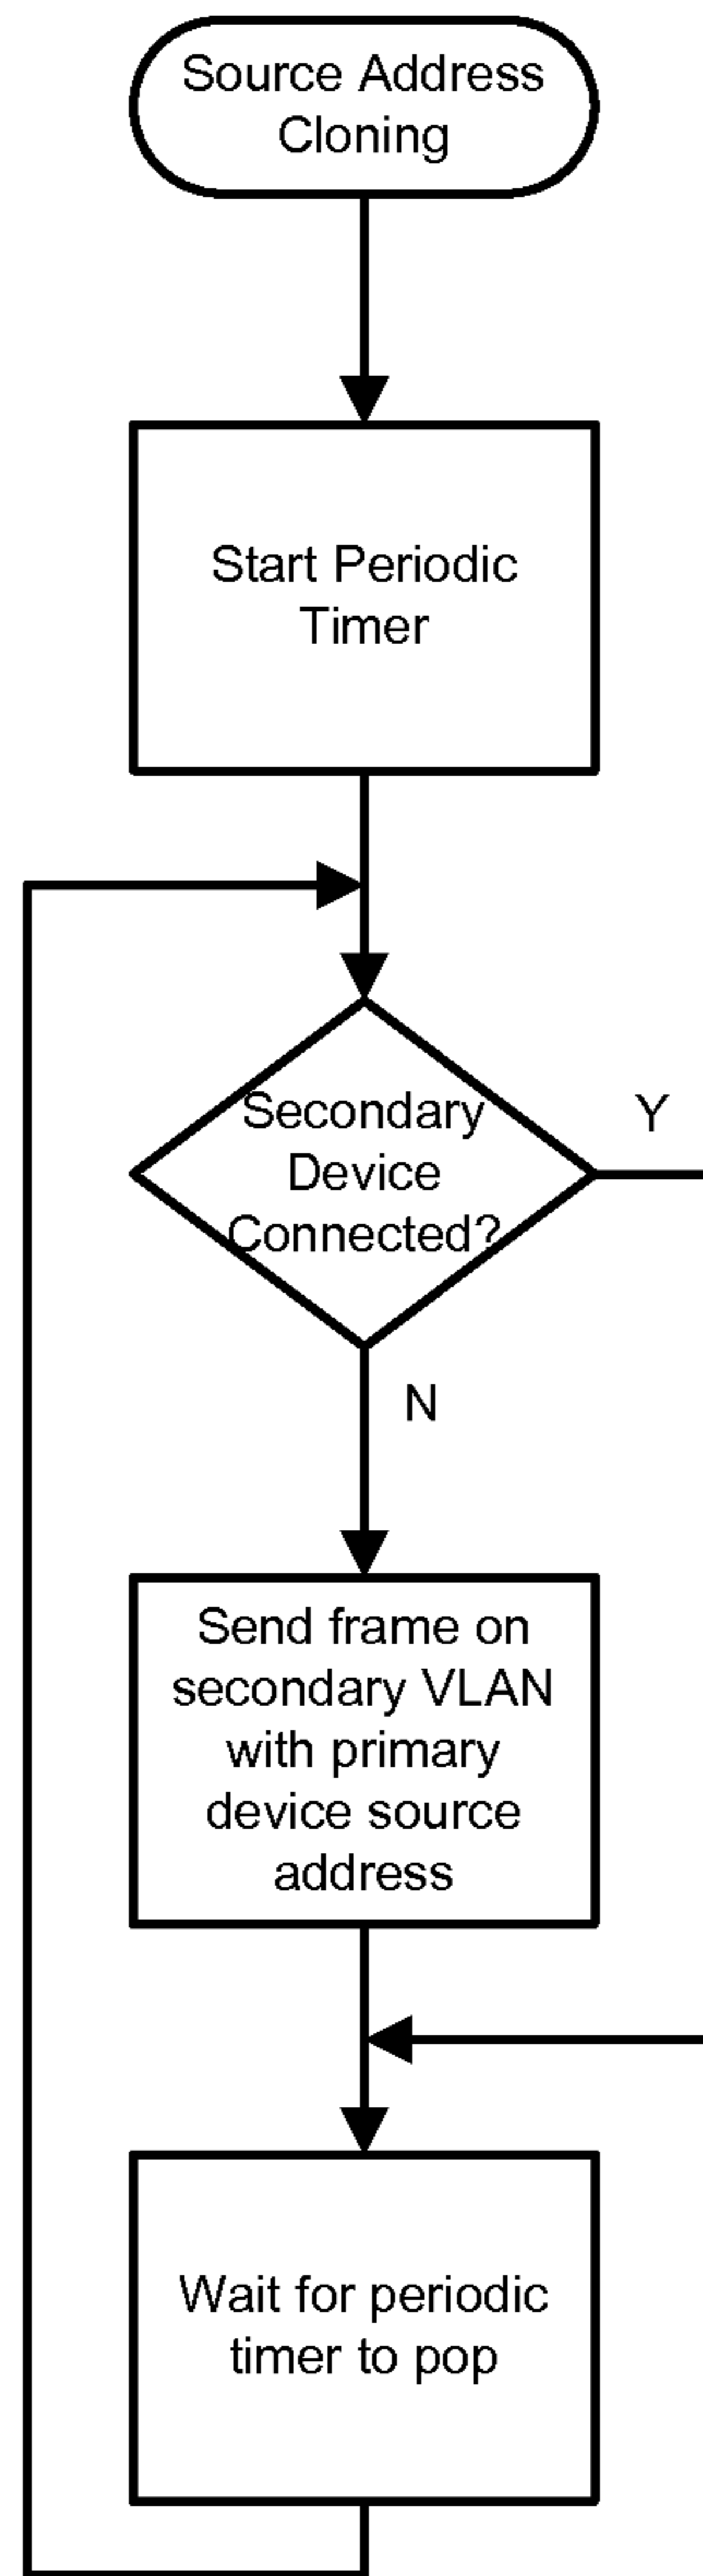 Source Address
Cloning
Start Periodic
Timer
Secondary
Device
Connected?
Y
N
Send frame on
secondary VLAN
with primary
device source
address
Wait for periodic
timer to pop